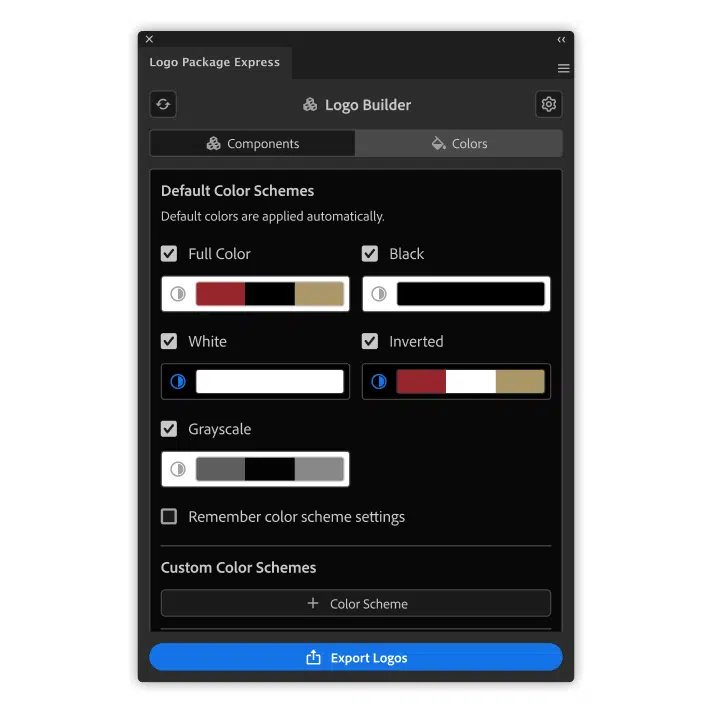 Logo Package Express
Logo Builder
Components
Colors
Default Color Schemes
Default colors are applied automatically.
Full Color
Black
White
Inverted
Grayscale
Remember color scheme settings
Custom Color Schemes
+ Color Scheme
Export Logos